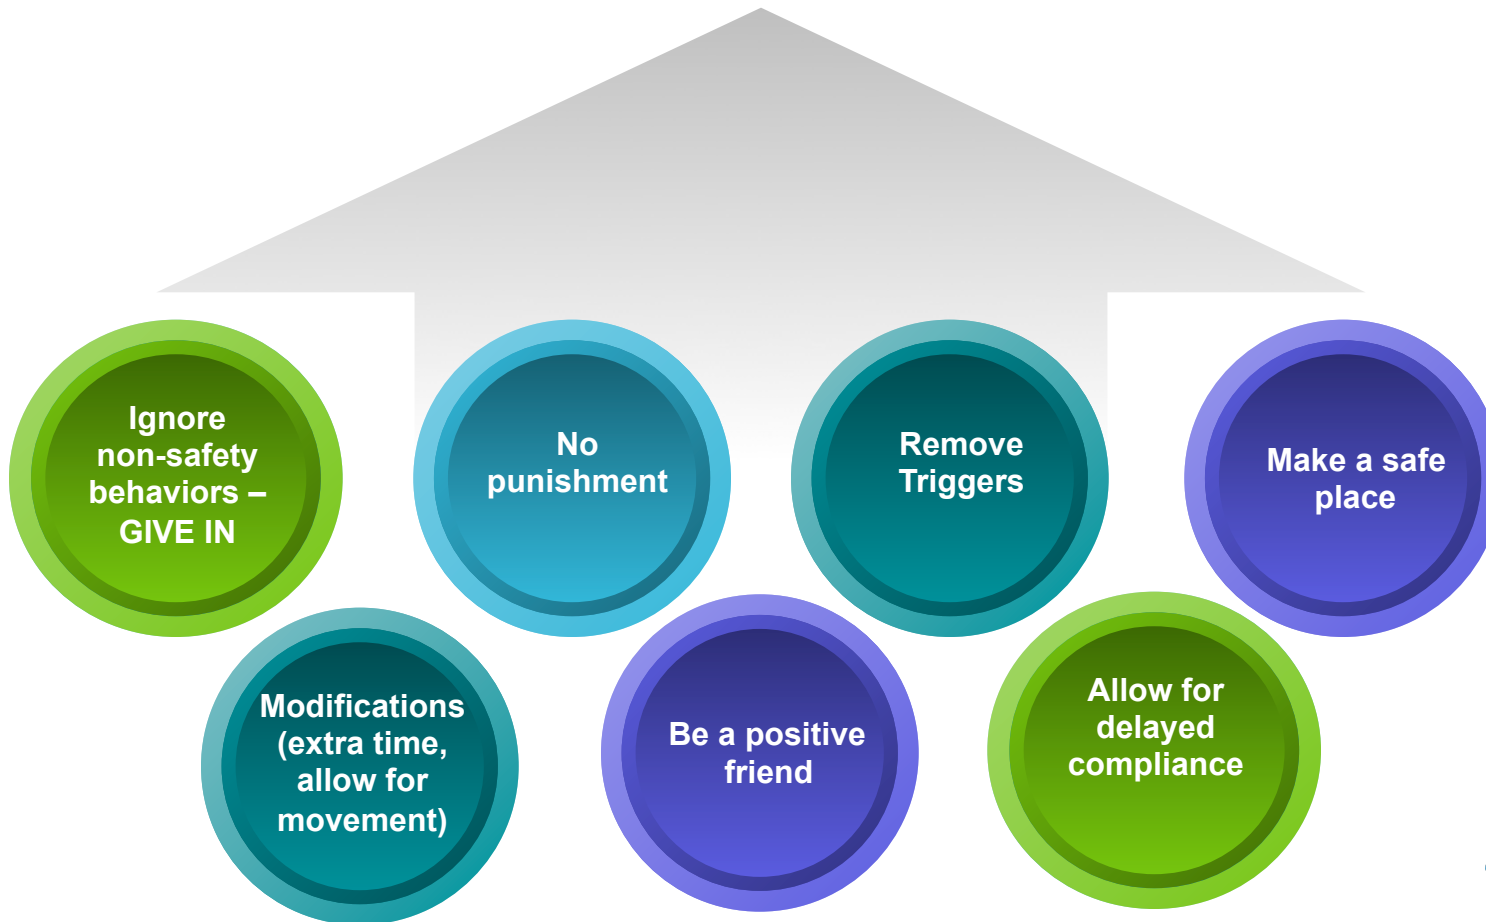 Ignore
non-safety
behaviors –
GIVE IN
No
punishment
Remove
Triggers
Make a safe
place
Modifications
(extra time,
allow for
movement)
Be a positive
friend
Allow for
delayed
compliance